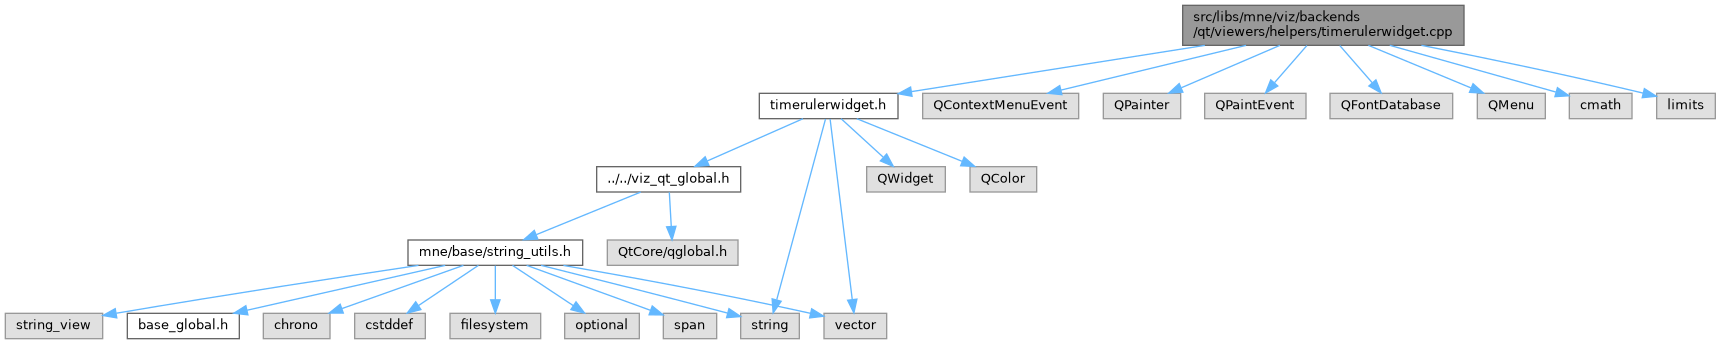 src/libs/mne/viz/backends
/qt/viewers/helpers/timerulerwidget.cpp
timerulerwidget.h
QContextMenuEvent
QPainter
QPaintEvent
QFontDatabase
QMenu
cmath
limits
../../viz_qt_global.h
QWidget
QColor
mne/base/string_utils.h
QtCore/qglobal.h
string_view
base_global.h
chrono
cstddef
filesystem
optional
span
string
vector